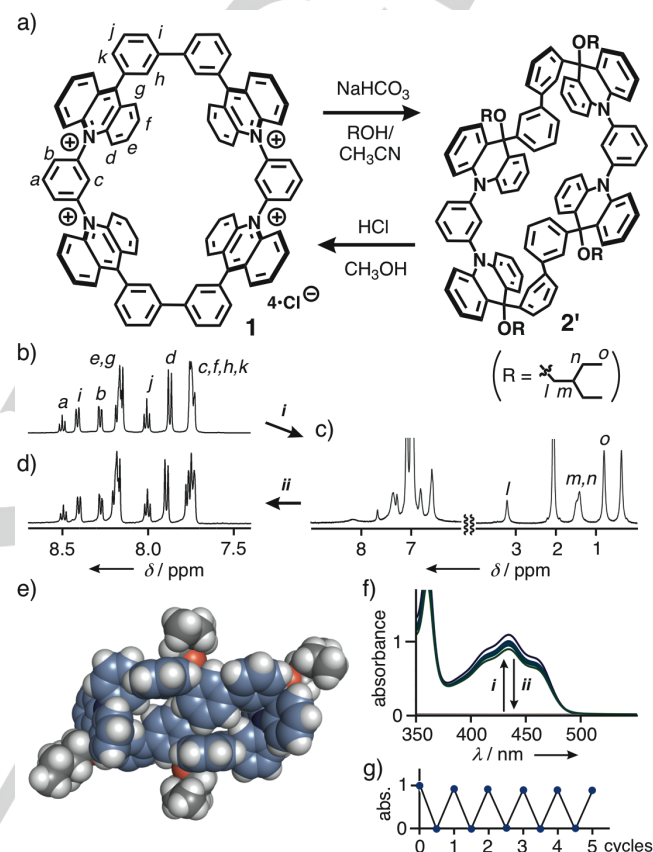 a)
j
i
k
h
g
f
e
d
N
⊕
N
⊕
b
a
c
⊕
N
⊕
N
1
4•Cl⊖
NaHCO₃
ROH/
CH₃CN
HCl
CH₃OH
OR
RO
N
N
N
N
OR
OR
2'
(R =
l
m
n
o
)
b)
a
i
b
e,g
j
d
c,f,h,k
i
c)
l
m,n
o
d)
ii
8.5
8.0
7.5
δ / ppm
8
7
3
2
1
δ / ppm
e)
f)
absorbance
1
0
i
ii
350
400
450
500
λ / nm
g)
abs.
1
0
0
1
2
3
4
5
cycles